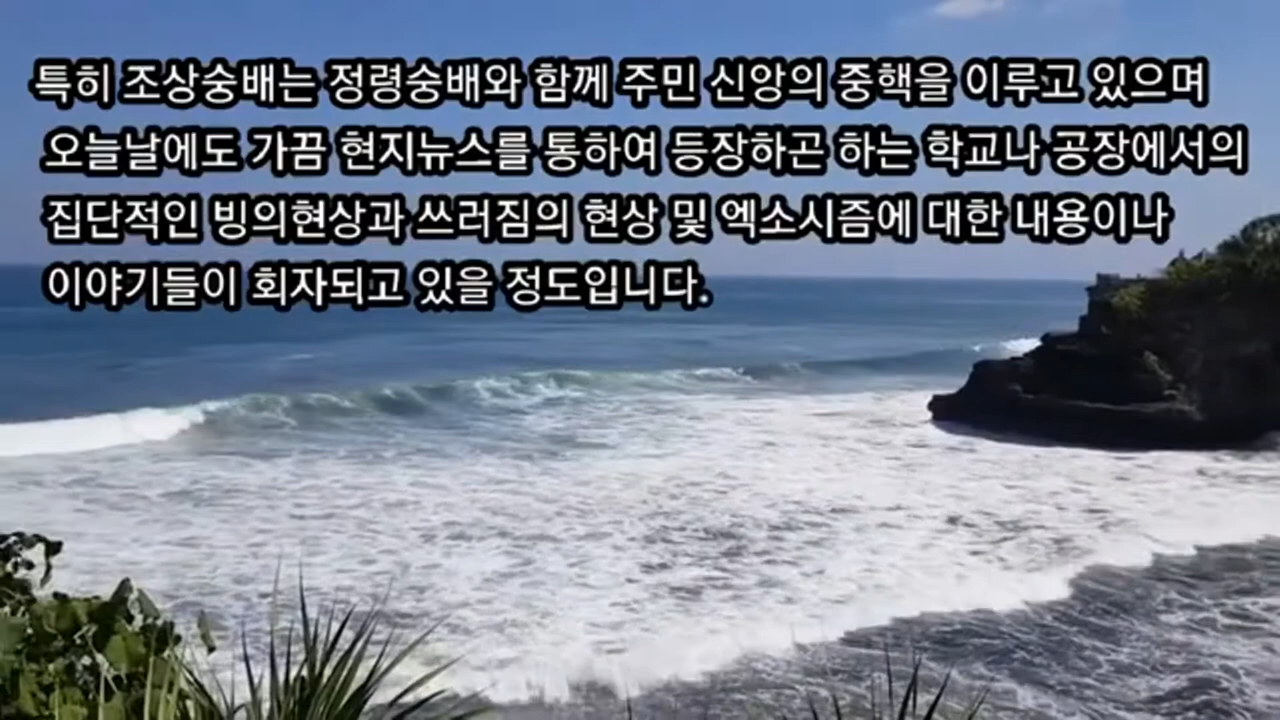 특히 조상숭배는 정령숭배와 함께 주민 신앙의 중핵을 이루고 있으며
오늘날에도 가끔 현지뉴스를 통하여 등장하곤 하는 학교나 공장에서의
집단적인 빙의현상과 쓰러짐의 현상 및 엑소시즘에 대한 내용이나
이야기들이 회자되고 있을 정도입니다.